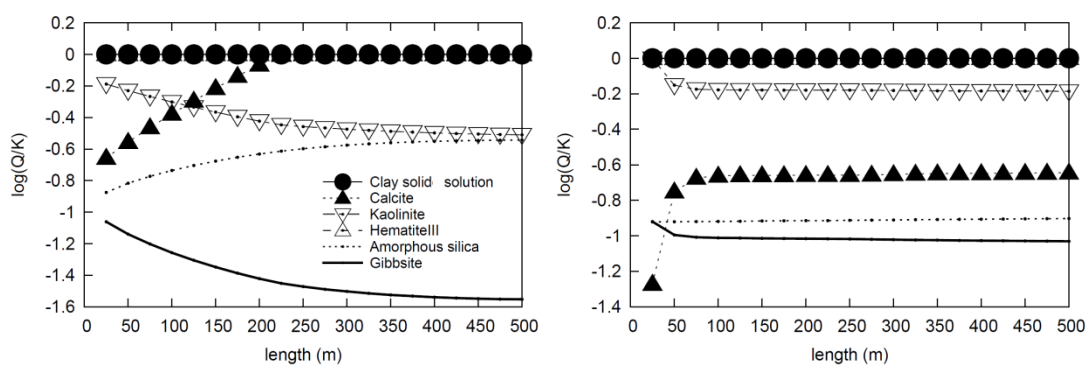 0.2
0
-0.2
-0.4
-0.6
-0.8
-1
-1.2
-1.4
-1.6
log(Q/K)
Clay solid solution
Calcite
Kaolinite
HematiteIII
Amorphous silica
Gibbsite
0 50 100 150 200 250 300 350 400 450 500
length (m)
0.2
0
-0.2
-0.4
-0.6
-0.8
-1
-1.2
-1.4
log(Q/K)
0 50 100 150 200 250 300 350 400 450 500
length (m)